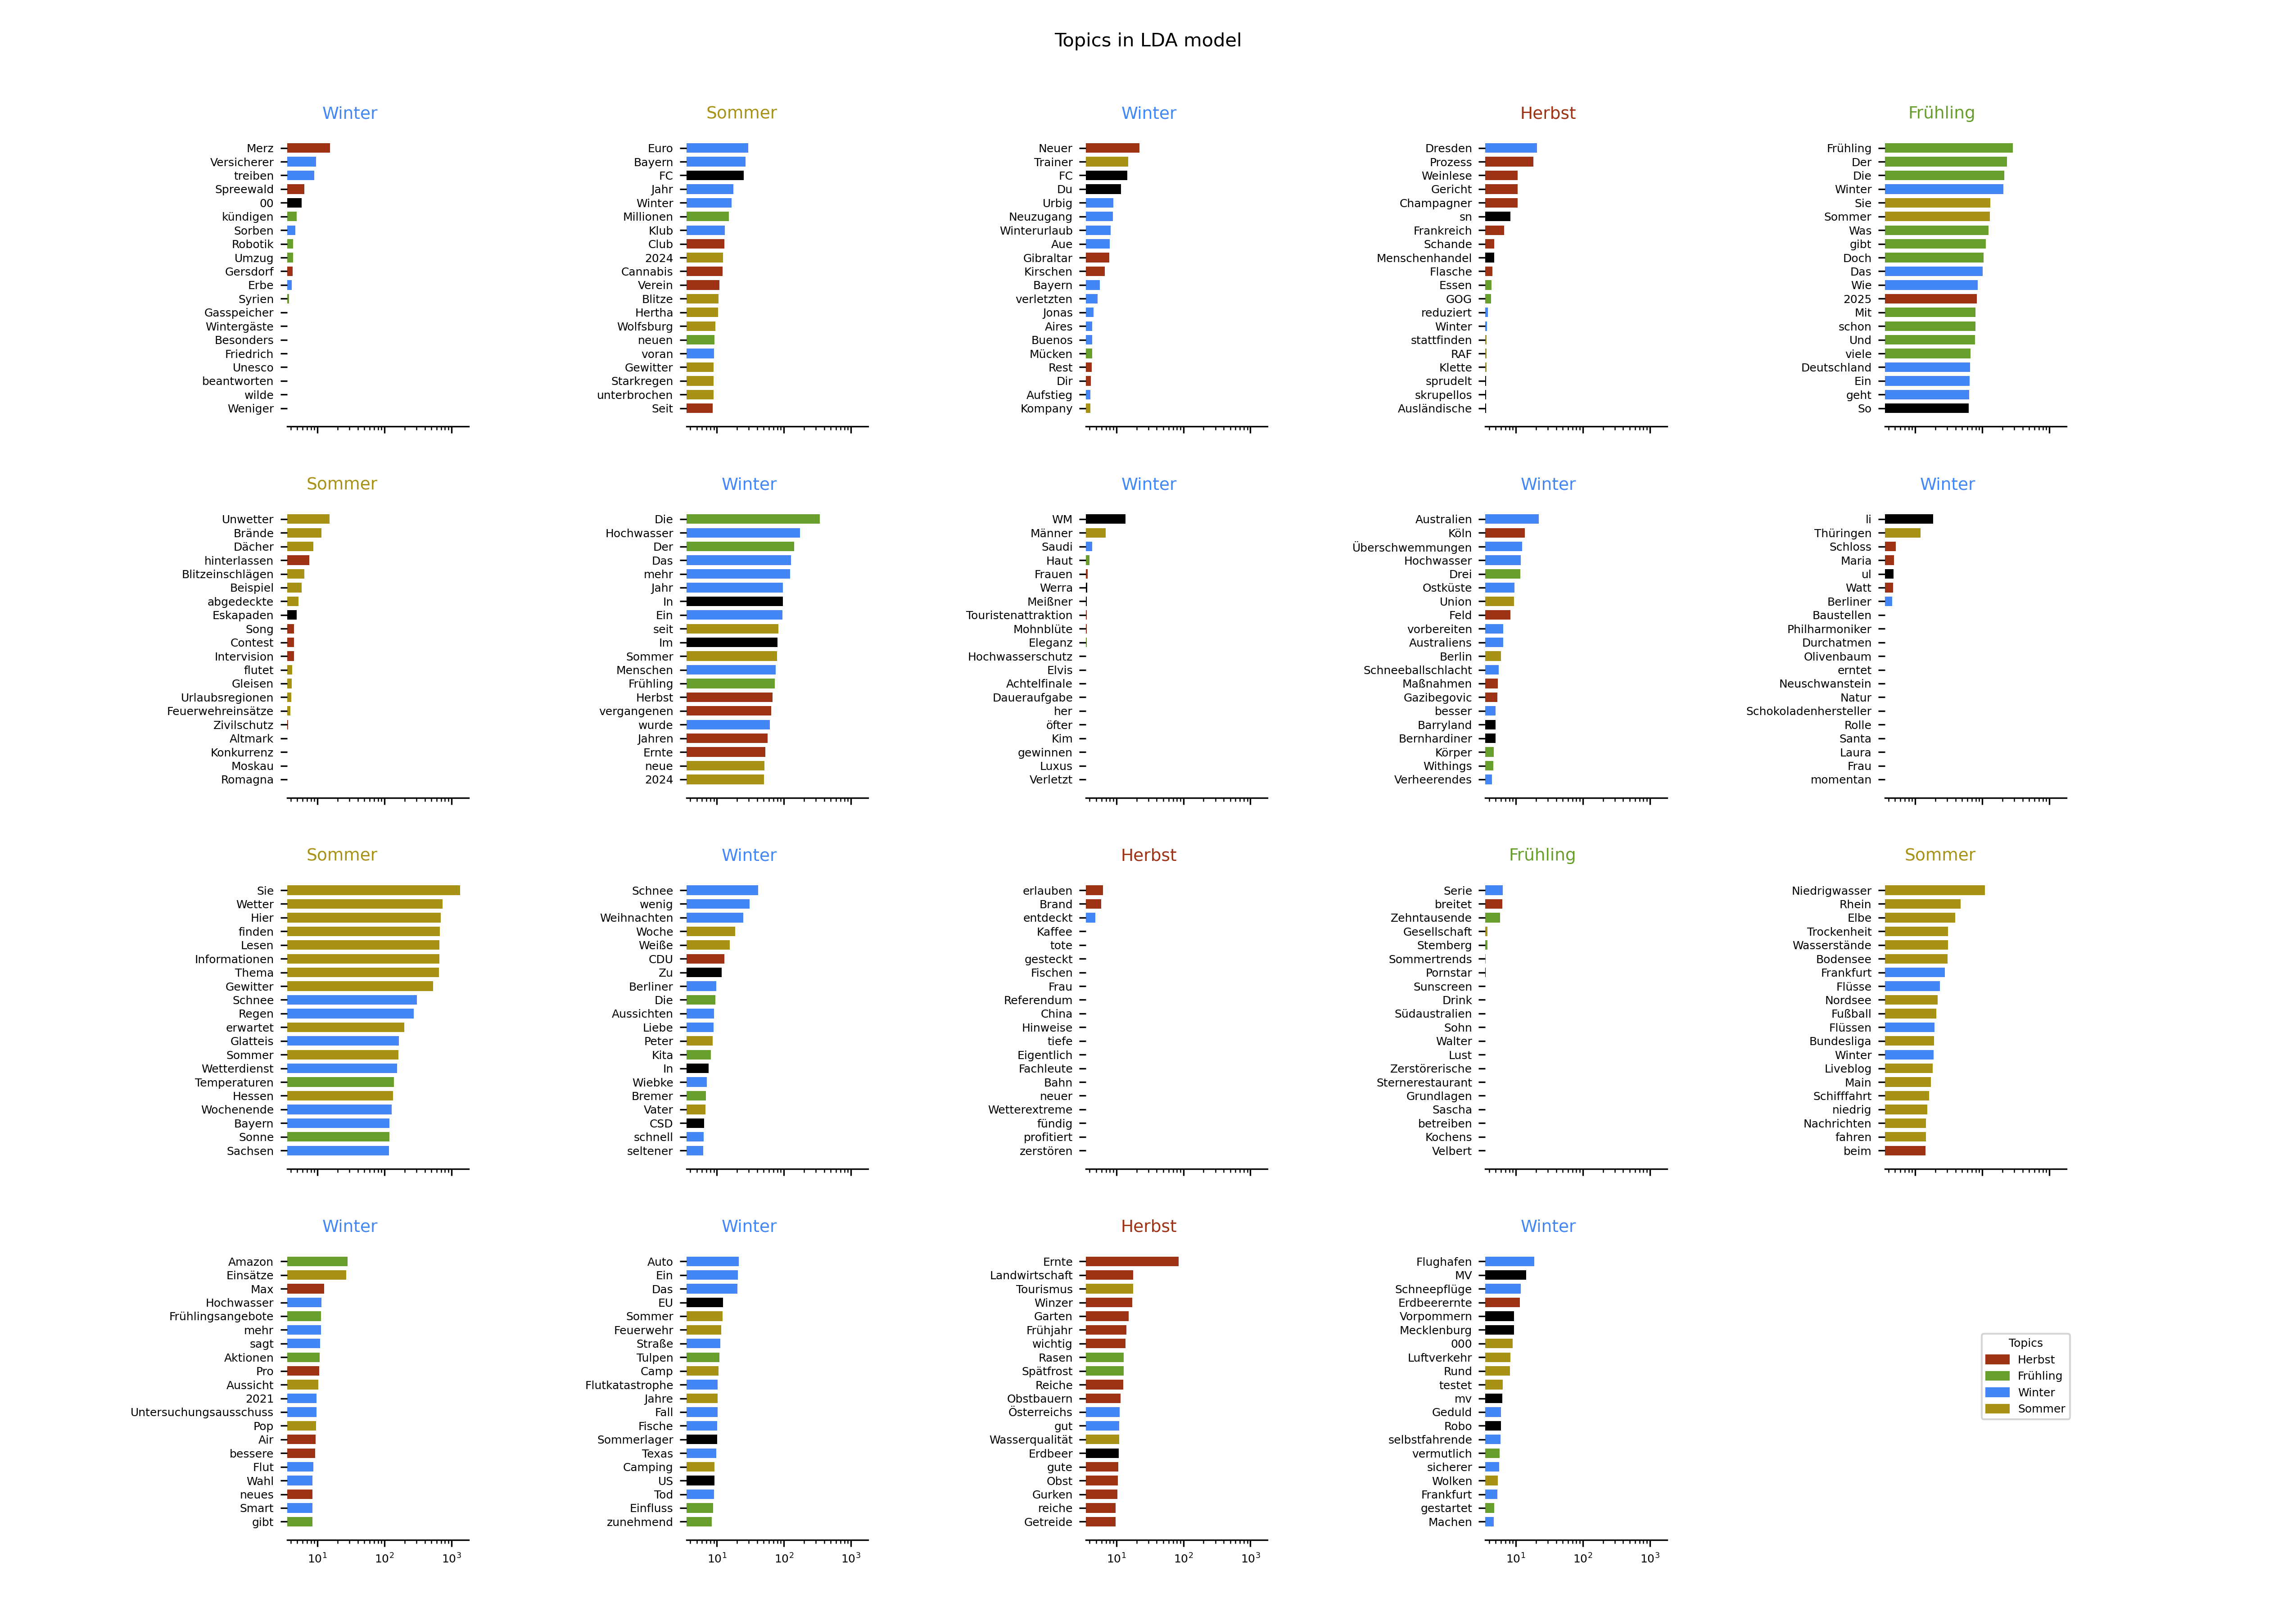 Topics in LDA model
Winter
Merz
Versicherer
treiben
Spreewald
00
kündigen
Sorben
Robotik
Umzug
Gersdorf
Erbe
Syrien
Gasspeicher
Wintergäste
Besonders
Friedrich
Unesco
beantworten
wilde
Weniger
Sommer
Euro
Bayern
FC
Jahr
Winter
Millionen
Klub
Club
2024
Cannabis
Verein
Blitze
Hertha
Wolfsburg
neuen
voran
Gewitter
Starkregen
unterbrochen
Seit
Winter
Neuer
Trainer
FC
Du
Urbig
Neuzugang
Winterurlaub
Aue
Gibraltar
Kirschen
Bayern
verletzten
Jonas
Aires
Buenos
Mücken
Rest
Dir
Aufstieg
Kompany
Herbst
Dresden
Prozess
Weinlese
Gericht
Champagner
sn
Frankreich
Schande
Menschenhandel
Flasche
Essen
GOG
reduziert
Winter
stattfinden
RAF
Klette
sprudelt
skrupellos
Ausländische
Frühling
Frühling
Der
Die
Winter
Sie
Sommer
Was
gibt
Doch
Das
Wie
2025
Mit
schon
Und
viele
Deutschland
Ein
geht
So
Sommer
Unwetter
Brände
Dächer
hinterlassen
Blitzeinschlägen
Beispiel
abgedeckte
Eskapaden
Song
Contest
Intervision
flutet
Gleisen
Urlaubsregionen
Feuerwehreinsätze
Zivilschutz
Altmark
Konkurrenz
Moskau
Romagna
Winter
Die
Hochwasser
Der
Das
mehr
Jahr
In
Ein
seit
Im
Sommer
Menschen
Frühling
Herbst
vergangenen
wurde
Jahren
Ernte
neue
2024
Winter
WM
Männer
Saudi
Haut
Frauen
Werra
Meißner
Touristenattraktion
Mohnblüte
Eleganz
Hochwasserschutz
Elvis
Achtelfinale
Daueraufgabe
her
öfter
Kim
gewinnen
Luxus
Verletzt
Winter
Australien
Köln
Überschwemmungen
Hochwasser
Drei
Ostküste
Union
Feld
vorbereiten
Australiens
Berlin
Schneeballschlacht
Maßnahmen
Gazibegovic
besser
Barryland
Bernhardiner
Körper
Withings
Verheerendes
Winter
li
Thüringen
Schloss
Maria
ul
Watt
Berliner
Baustellen
Philharmoniker
Durchatmen
Olivenbaum
erntet
Neuschwanstein
Natur
Schokoladenhersteller
Rolle
Santa
Laura
Frau
momentan
Sommer
Sie
Wetter
Hier
finden
Lesen
Informationen
Thema
Gewitter
Schnee
Regen
erwartet
Glatteis
Sommer
Wetterdienst
Temperaturen
Hessen
Wochenende
Bayern
Sonne
Sachsen
Winter
Schnee
wenig
Weihnachten
Woche
Weiße
CDU
Zu
Berliner
Die
Aussichten
Liebe
Peter
Kita
In
Wiebke
Bremer
Vater
CSD
schnell
seltener
Herbst
erlauben
Brand
entdeckt
Kaffee
tote
gesteckt
Fischen
Frau
Referendum
China
Hinweise
tiefe
Eigentlich
Fachleute
Bahn
neuer
Wetterextreme
fündig
profitiert
zerstören
Frühling
Serie
breitet
Zehntausende
Gesellschaft
Stemberg
Sommertrends
Pornstar
Sunscreen
Drink
Südaustralien
Sohn
Walter
Lust
Zerstörerische
Sternerestaurant
Grundlagen
Sascha
betreiben
Kochens
Velbert
Sommer
Niedrigwasser
Rhein
Elbe
Trockenheit
Wasserstände
Bodensee
Frankfurt
Flüsse
Nordsee
Fußball
Flüssen
Bundesliga
Winter
Liveblog
Main
Schifffahrt
niedrig
Nachrichten
fahren
beim
Winter
Amazon
Einsätze
Max
Hochwasser
Frühlingsangebote
mehr
sagt
Aktionen
Pro
Aussicht
2021
Untersuchungsausschuss
Pop
Air
bessere
Flut
Wahl
neues
Smart
gibt
10¹ 10² 10³
Winter
Auto
Ein
Das
EU
Sommer
Feuerwehr
Straße
Tulpen
Camp
Flutkatastrophe
Jahre
Fall
Fische
Sommerlager
Texas
Camping
US
Tod
Einfluss
zunehmend
10¹ 10² 10³
Herbst
Ernte
Landwirtschaft
Tourismus
Winzer
Garten
Frühjahr
wichtig
Rasen
Spätfrost
Reiche
Obstbauern
Österreichs
gut
Wasserqualität
Erdbeer
gute
Obst
Gurken
reiche
Getreide
10¹ 10² 10³
Winter
Flughafen
MV
Schneepflüge
Erdbeerernte
Vorpommern
Mecklenburg
000
Luftverkehr
Rund
testet
mv
Geduld
Robo
selbstfahrende
vermutlich
sicherer
Wolken
Frankfurt
gestartet
Machen
10¹ 10² 10³
Topics
Herbst
Frühling
Winter
Sommer